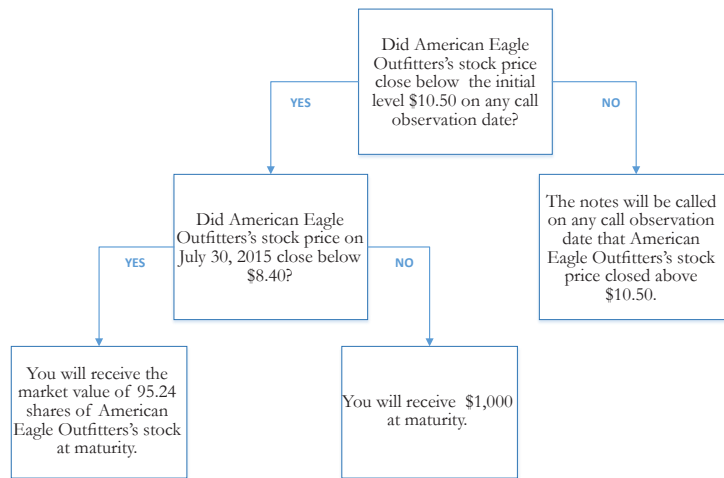 Did American Eagle
Outfitters's stock price
close below the initial
level $10.50 on any call
observation date?
YES
NO
Did American Eagle
Outfitters's stock price on
July 30, 2015 close below
$8.40?
The notes will be called
on any call observation
date that American
Eagle Outfitters's stock
price closed above
$10.50.
YES
NO
You will receive the
market value of 95.24
shares of American
Eagle Outfitters's stock
at maturity.
You will receive $1,000
at maturity.